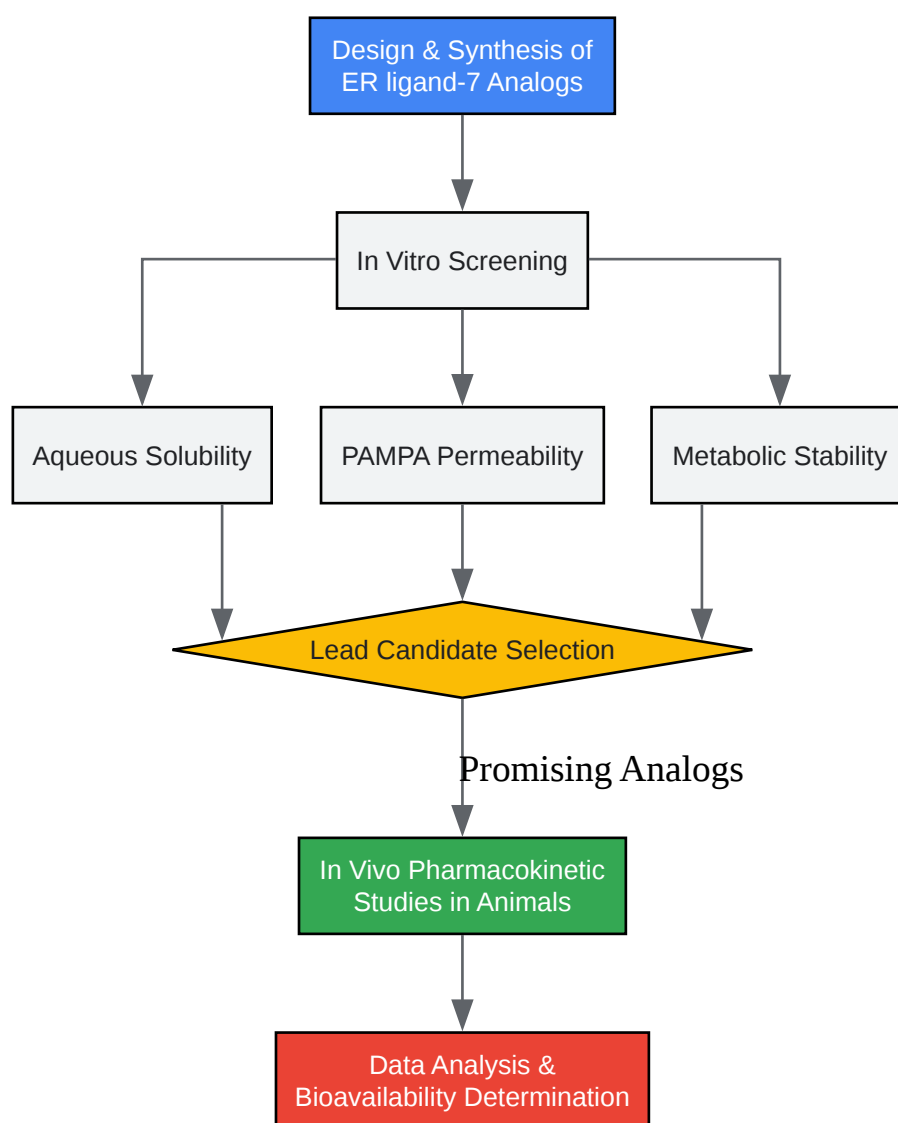 Design & Synthesis of
ER ligand-7 Analogs
In Vitro Screening
Aqueous Solubility
PAMPA Permeability
Metabolic Stability
Lead Candidate Selection
Promising Analogs
In Vivo Pharmacokinetic
Studies in Animals
Data Analysis &
Bioavailability Determination